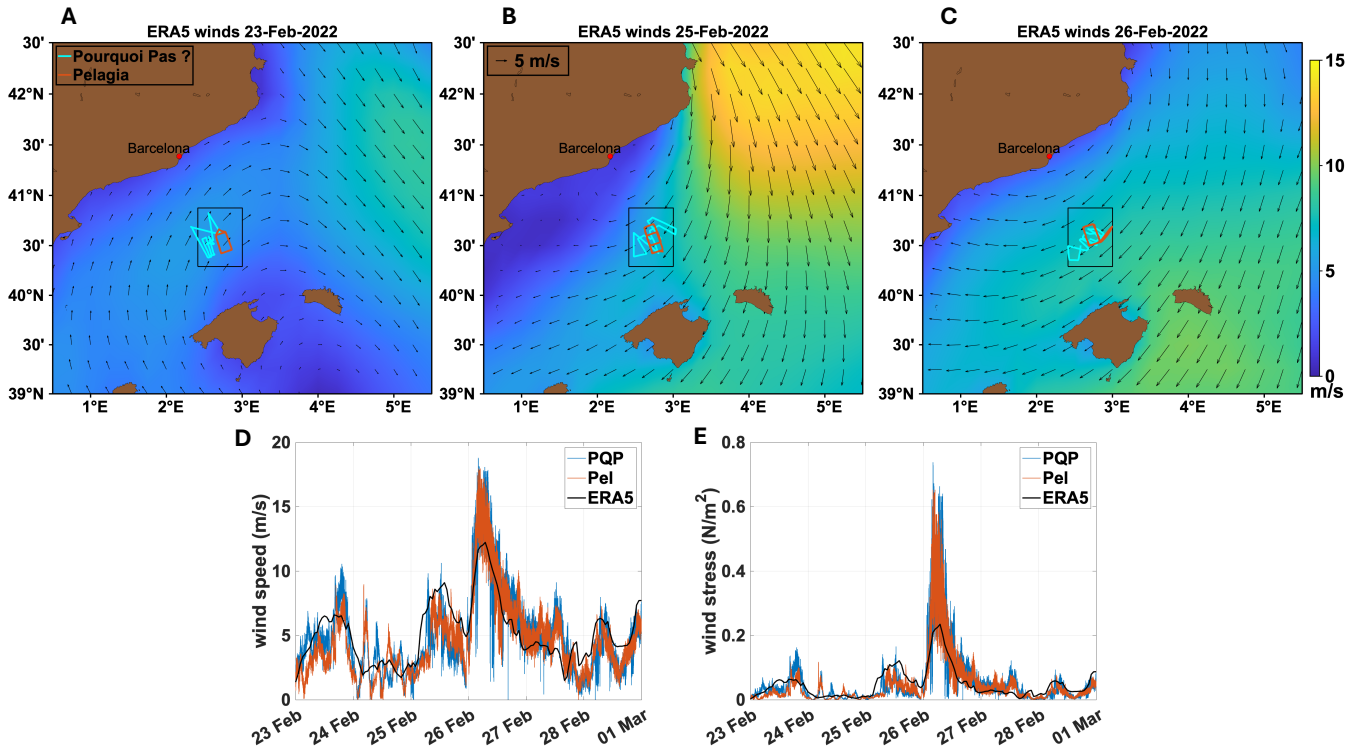 A
B
C
ERA5 winds 23-Feb-2022
ERA5 winds 25-Feb-2022
ERA5 winds 26-Feb-2022
30'
42°N
30'
41°N
30'
40°N
30'
39°N
Pourquoi Pas ?
Pelagia
Barcelona
1°E
2°E
3°E
4°E
5°E
30'
42°N
30'
41°N
30'
40°N
30'
39°N
5 m/s
Barcelona
1°E
2°E
3°E
4°E
5°E
30'
42°N
30'
41°N
30'
40°N
30'
39°N
Barcelona
1°E
2°E
3°E
4°E
5°E
15
10
5
0
m/s
D
20
15
10
5
0
wind speed (m/s)
PQP
Pel
ERA5
23 Feb
24 Feb
25 Feb
26 Feb
27 Feb
28 Feb
01 Mar
E
0.8
0.6
0.4
0.2
0
wind stress (N/m²)
PQP
Pel
ERA5
23 Feb
24 Feb
25 Feb
26 Feb
27 Feb
28 Feb
01 Mar